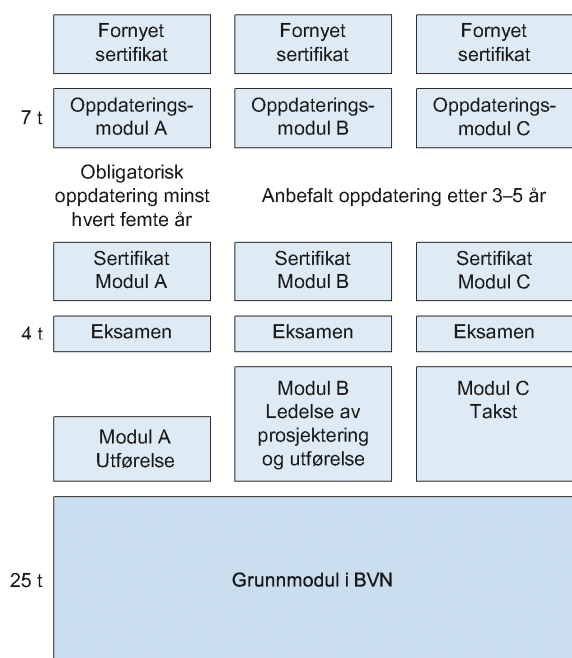 Fornyet
sertifikat
Fornyet
sertifikat
Fornyet
sertifikat
7 t
Oppdaterings-
modul A
Oppdaterings-
modul B
Oppdaterings-
modul C
Obligatorisk
oppdatering minst
hvert femte år
Anbefalt oppdatering etter 3–5 år
Sertifikat
Modul A
Sertifikat
Modul B
Sertifikat
Modul C
4 t
Eksamen
Eksamen
Eksamen
Modul A
Utførelse
Modul B
Ledelse av
prosjektering
og utførelse
Modul C
Takst
25 t
Grunnmodul i BVN